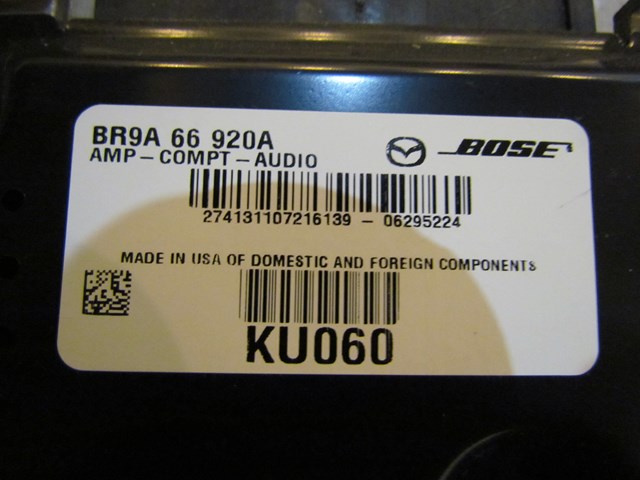 BR9A 66 920A
AMP-COMPT-AUDIO
BOSE
274131107216139 - 06295224
MADE IN USA OF DOMESTIC AND FOREIGN COMPONENTS
KU060